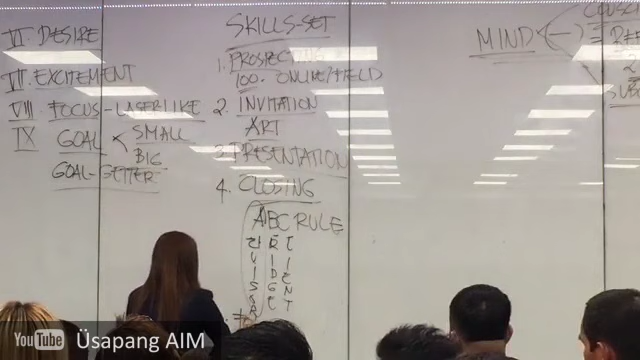 VI. DESIRE
VII. EXCITEMENT
VIII. FOCUS-LASERLIKE
IX GOAL < SMALL
BIG
GOAL-GETTER
SKILLS-SET
1. PROSPECTING
100. ONLINE/FIELD
2. INVITATION
ART
3. PRESENTATION
4. CLOSING
ABC RULE
MIND
YouTube Üsapang AIM